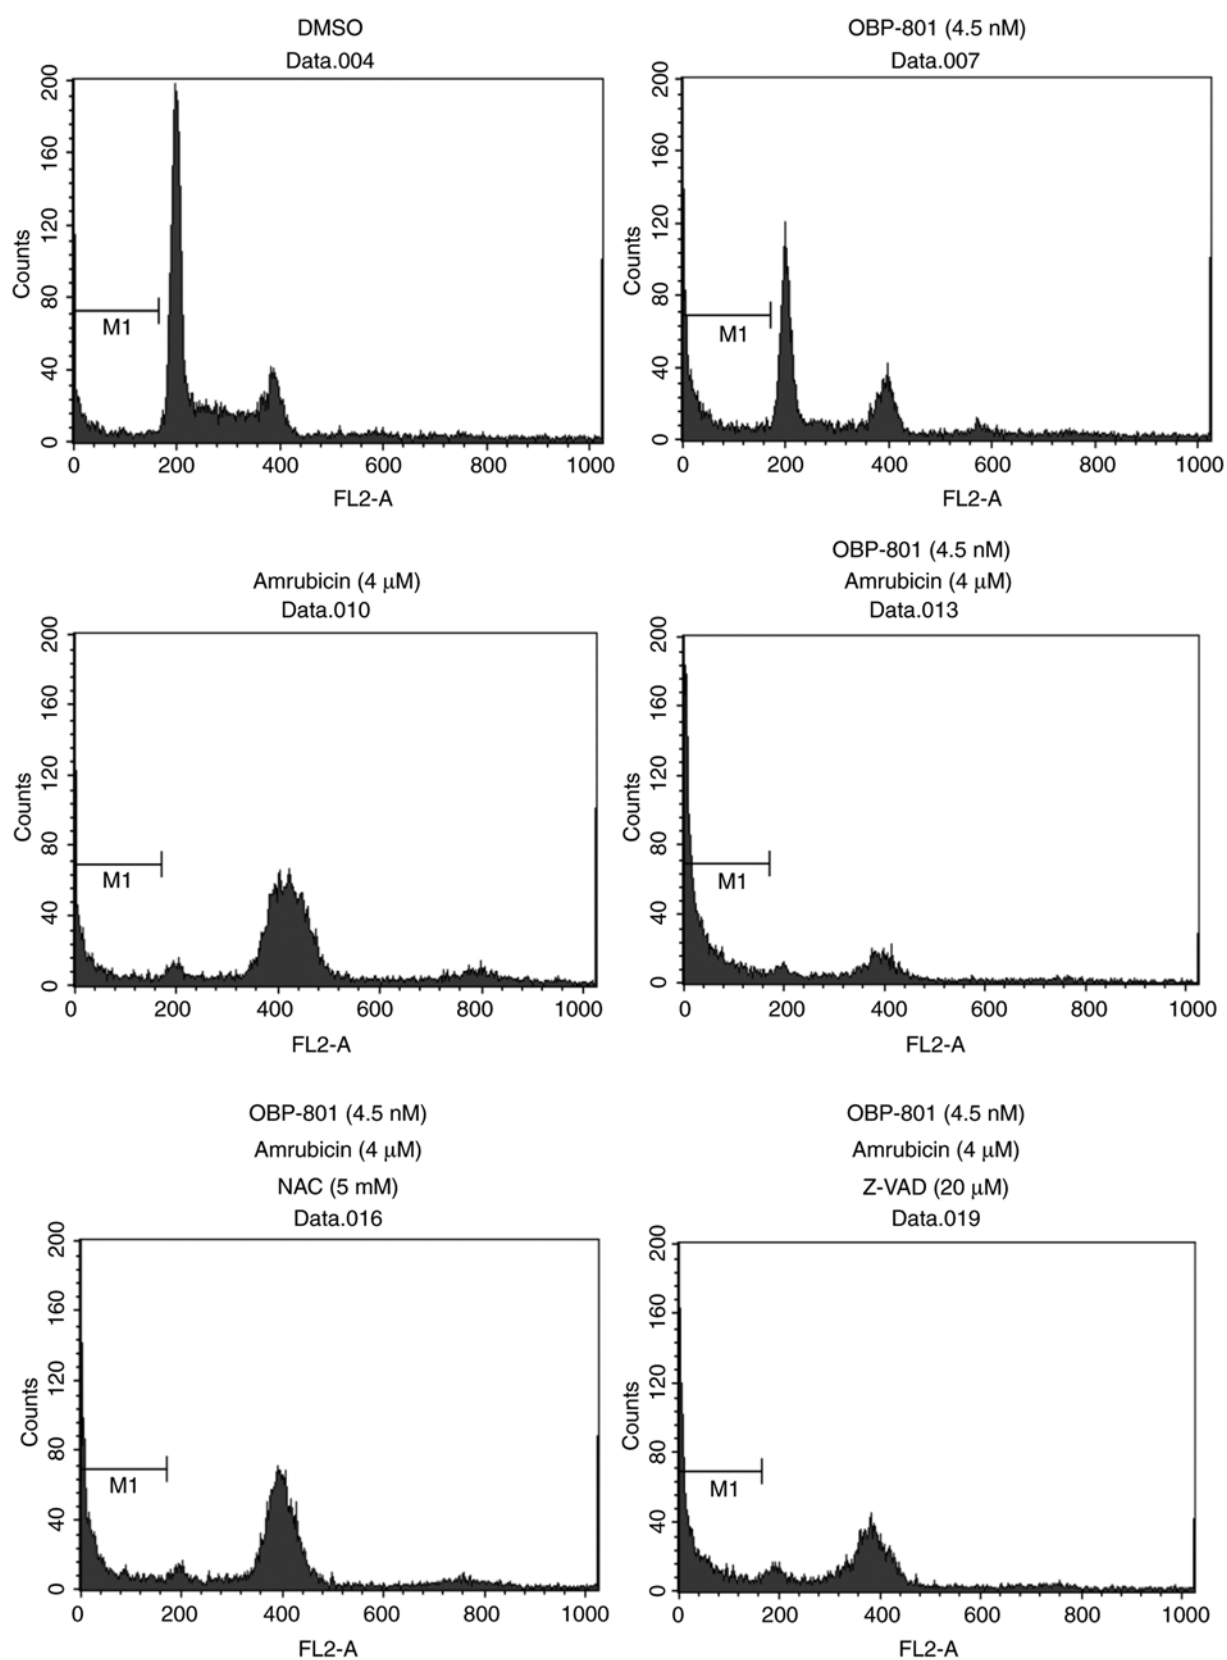 DMSO
Data.004
200
160
120
80
40
0
Counts
M1
0 200 400 600 800 1000
FL2-A
OBP-801 (4.5 nM)
Data.007
200
160
120
80
40
0
Counts
M1
0 200 400 600 800 1000
FL2-A
Amrubicin (4 μM)
Data.010
200
160
120
80
40
0
Counts
M1
0 200 400 600 800 1000
FL2-A
OBP-801 (4.5 nM)
Amrubicin (4 μM)
Data.013
200
160
120
80
40
0
Counts
M1
0 200 400 600 800 1000
FL2-A
OBP-801 (4.5 nM)
Amrubicin (4 μM)
NAC (5 mM)
Data.016
200
160
120
80
40
0
Counts
M1
0 200 400 600 800 1000
FL2-A
OBP-801 (4.5 nM)
Amrubicin (4 μM)
Z-VAD (20 μM)
Data.019
200
160
120
80
40
0
Counts
M1
0 200 400 600 800 1000
FL2-A